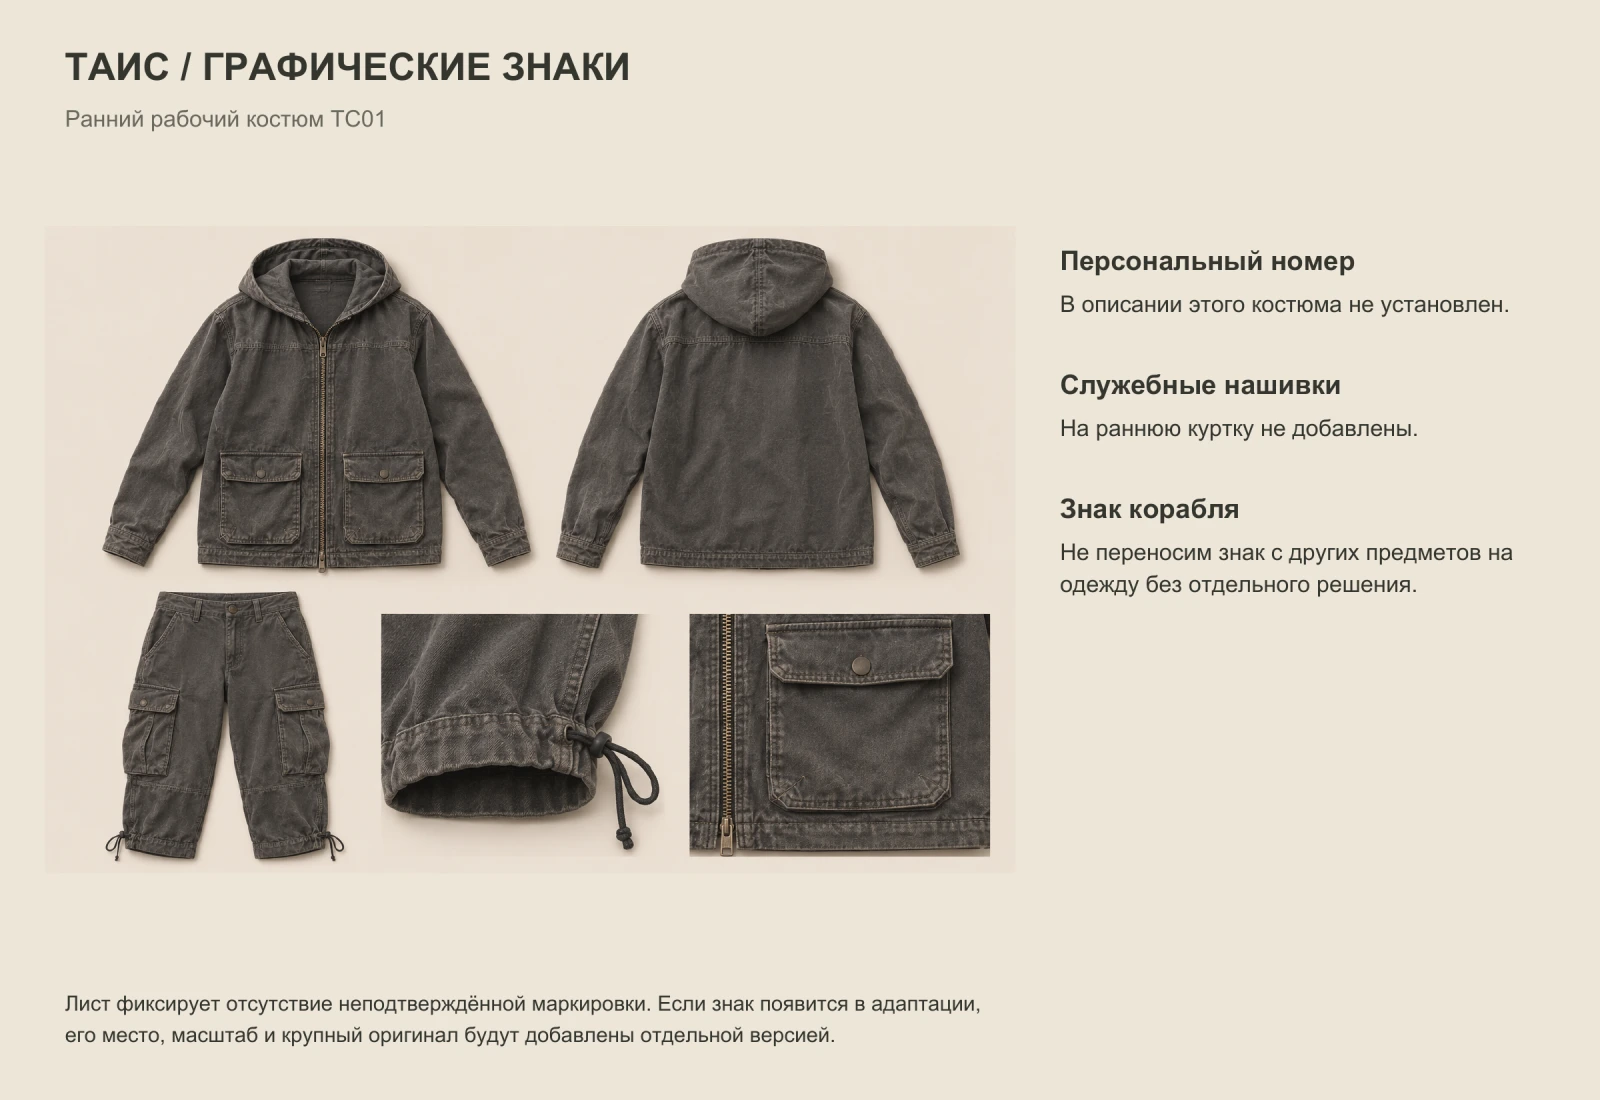 ТАИС / ГРАФИЧЕСКИЕ ЗНАКИ
Ранний рабочий костюм ТС01
Персональный номер
В описании этого костюма не установлен.
Служебные нашивки
На раннюю куртку не добавлены.
Знак корабля
Не переносим знак с других предметов на
одежду без отдельного решения.
Лист фиксирует отсутствие неподтверждённой маркировки. Если знак появится в адаптации,
его место, масштаб и крупный оригинал будут добавлены отдельной версией.